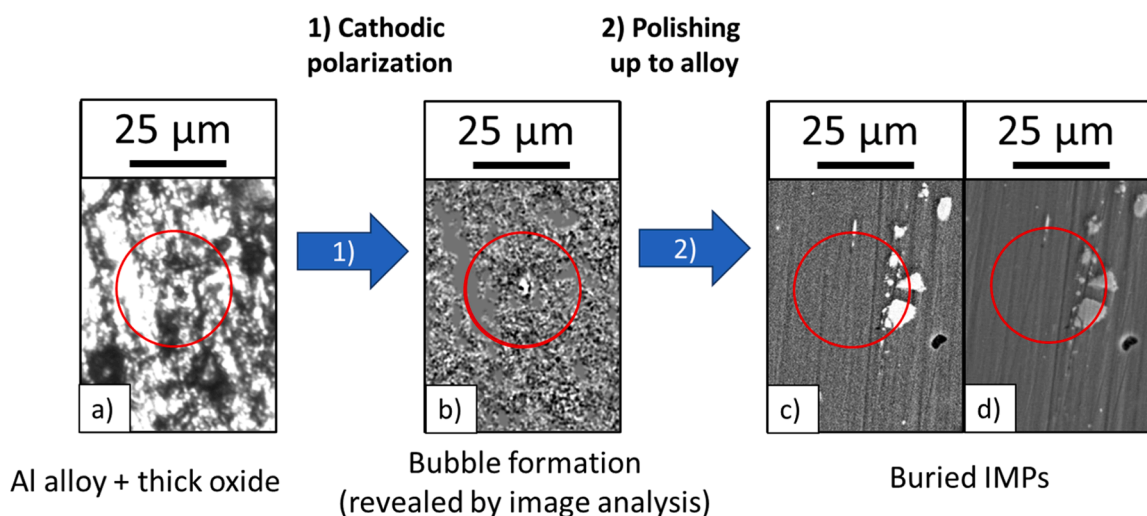 1) Cathodic
polarization
2) Polishing
up to alloy
25 µm
25 µm
25 µm
25 µm
1)
2)
a)
b)
c)
d)
Al alloy + thick oxide
Bubble formation
(revealed by image analysis)
Buried IMPs